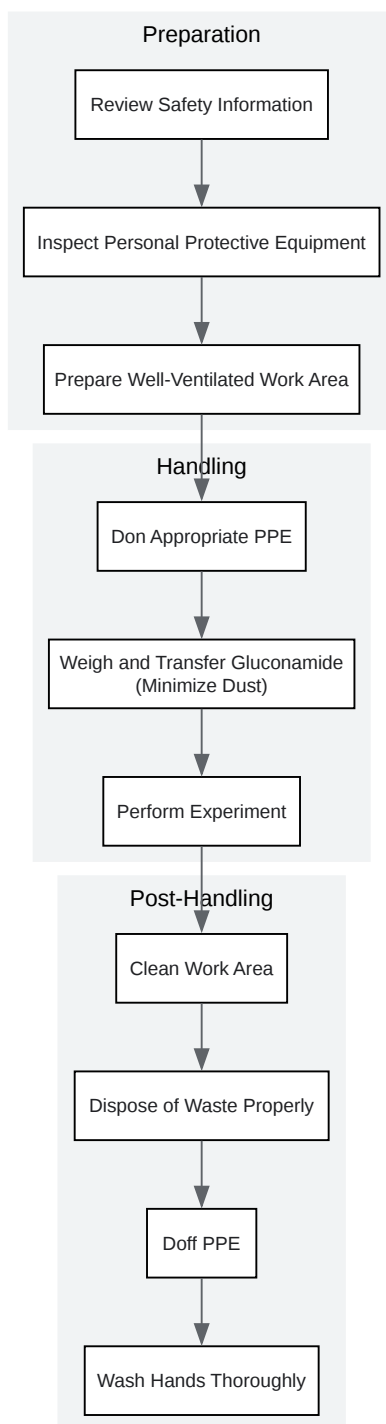 Preparation
Review Safety Information
Inspect Personal Protective Equipment
Prepare Well-Ventilated Work Area
Handling
Don Appropriate PPE
Weigh and Transfer Gluconamide
(Minimize Dust)
Perform Experiment
Post-Handling
Clean Work Area
Dispose of Waste Properly
Doff PPE
Wash Hands Thoroughly